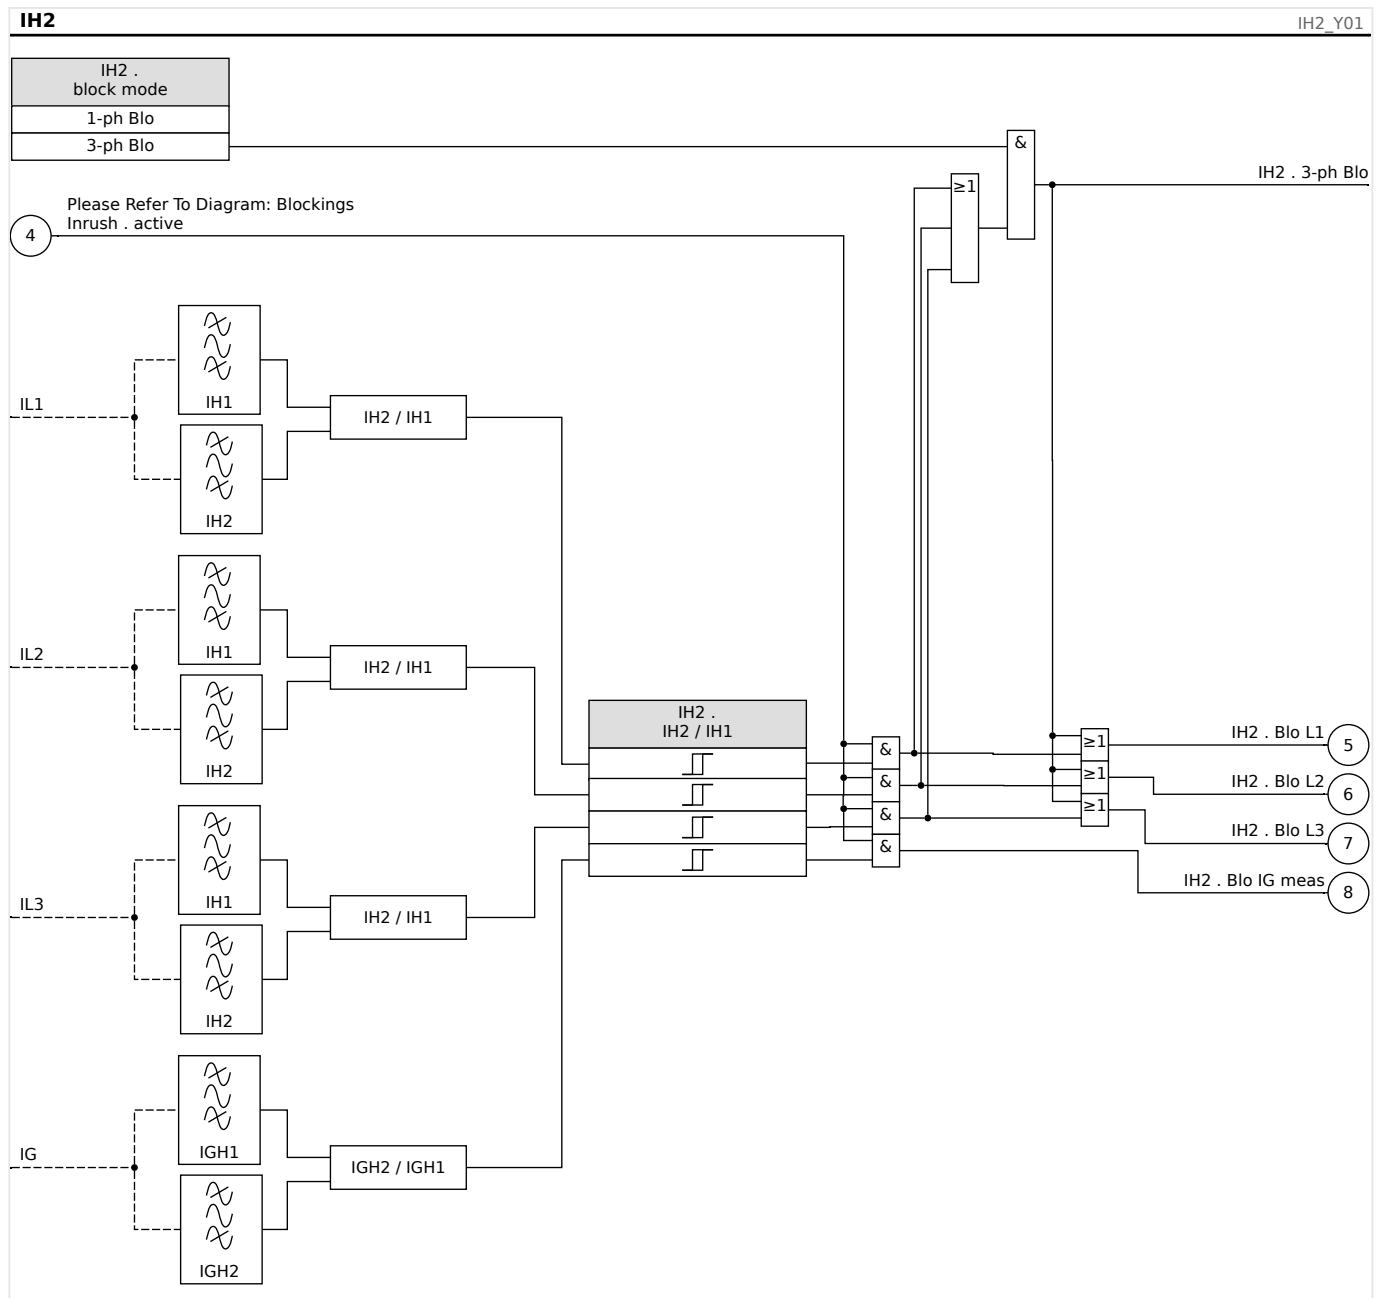 IH2
IH2_Y01
IH2 .
block mode
1-ph Blo
3-ph Blo
&
IH2 . 3-ph Blo
≥1
Please Refer To Diagram: Blockings
Inrush . active
4
IH1
IL1
IH2 / IH1
IH2
IH1
IL2
IH2 / IH1
IH2
IH2 .
IH2 / IH1
&
&
&
&
≥1
≥1
≥1
IH2 . Blo L1
5
IH2 . Blo L2
6
IH2 . Blo L3
7
IH2 . Blo IG meas
8
IH1
IL3
IH2 / IH1
IH2
IGH1
IG
IGH2 / IGH1
IGH2